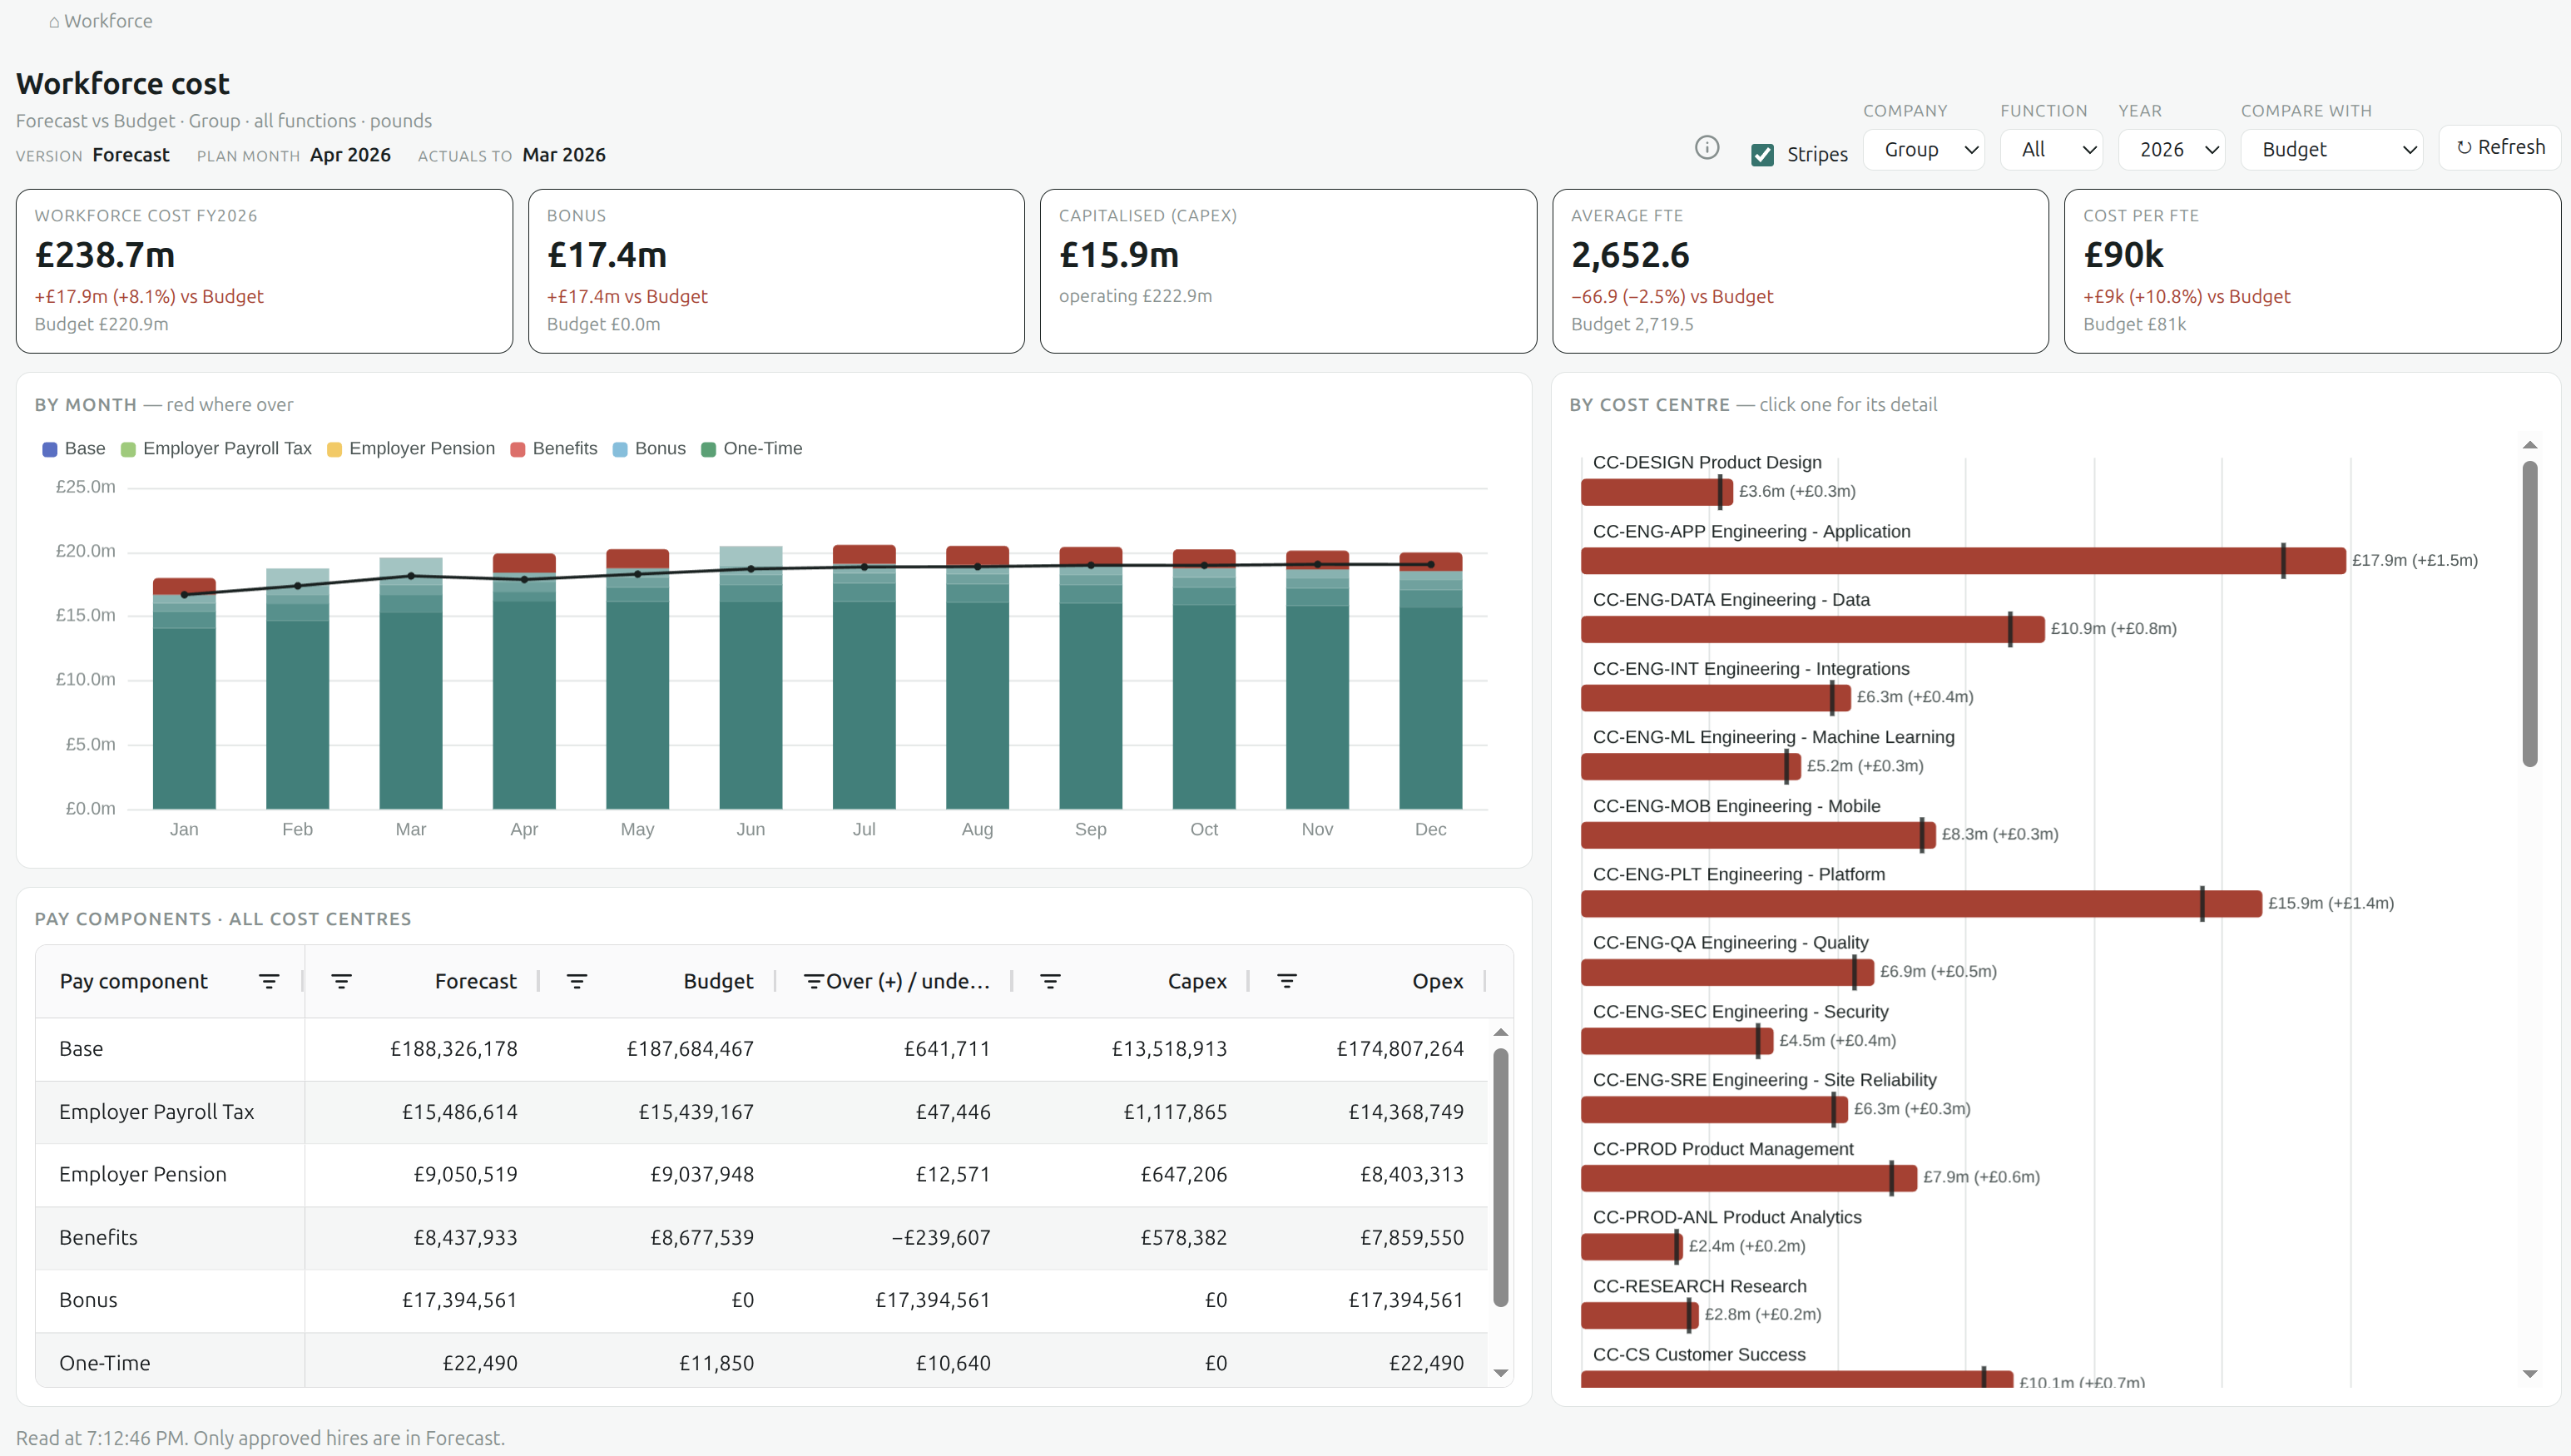 ⌂ Workforce
Workforce cost
Forecast vs Budget · Group · all functions · pounds
VERSION Forecast PLAN MONTH Apr 2026 ACTUALS TO Mar 2026
Stripes
COMPANY
Group
FUNCTION
All
YEAR
2026
COMPARE WITH
Budget
↻ Refresh
WORKFORCE COST FY2026
£238.7m
+£17.9m (+8.1%) vs Budget
Budget £220.9m
BONUS
£17.4m
+£17.4m vs Budget
Budget £0.0m
CAPITALISED (CAPEX)
£15.9m
operating £222.9m
AVERAGE FTE
2,652.6
−66.9 (−2.5%) vs Budget
Budget 2,719.5
COST PER FTE
£90k
+£9k (+10.8%) vs Budget
Budget £81k
BY MONTH — red where over
Base Employer Payroll Tax Employer Pension Benefits Bonus One-Time
£25.0m
£20.0m
£15.0m
£10.0m
£5.0m
£0.0m
Jan Feb Mar Apr May Jun Jul Aug Sep Oct Nov Dec
PAY COMPONENTS · ALL COST CENTRES
Pay component Forecast Budget Over (+) / unde… Capex Opex
Base £188,326,178 £187,684,467 £641,711 £13,518,913 £174,807,264
Employer Payroll Tax £15,486,614 £15,439,167 £47,446 £1,117,865 £14,368,749
Employer Pension £9,050,519 £9,037,948 £12,571 £647,206 £8,403,313
Benefits £8,437,933 £8,677,539 −£239,607 £578,382 £7,859,550
Bonus £17,394,561 £0 £17,394,561 £0 £17,394,561
One-Time £22,490 £11,850 £10,640 £0 £22,490
BY COST CENTRE — click one for its detail
CC-DESIGN Product Design
£3.6m (+£0.3m)
CC-ENG-APP Engineering - Application
£17.9m (+£1.5m)
CC-ENG-DATA Engineering - Data
£10.9m (+£0.8m)
CC-ENG-INT Engineering - Integrations
£6.3m (+£0.4m)
CC-ENG-ML Engineering - Machine Learning
£5.2m (+£0.3m)
CC-ENG-MOB Engineering - Mobile
£8.3m (+£0.3m)
CC-ENG-PLT Engineering - Platform
£15.9m (+£1.4m)
CC-ENG-QA Engineering - Quality
£6.9m (+£0.5m)
CC-ENG-SEC Engineering - Security
£4.5m (+£0.4m)
CC-ENG-SRE Engineering - Site Reliability
£6.3m (+£0.3m)
CC-PROD Product Management
£7.9m (+£0.6m)
CC-PROD-ANL Product Analytics
£2.4m (+£0.2m)
CC-RESEARCH Research
£2.8m (+£0.2m)
CC-CS Customer Success
£10.1m (+£0.7m)
Read at 7:12:46 PM. Only approved hires are in Forecast.